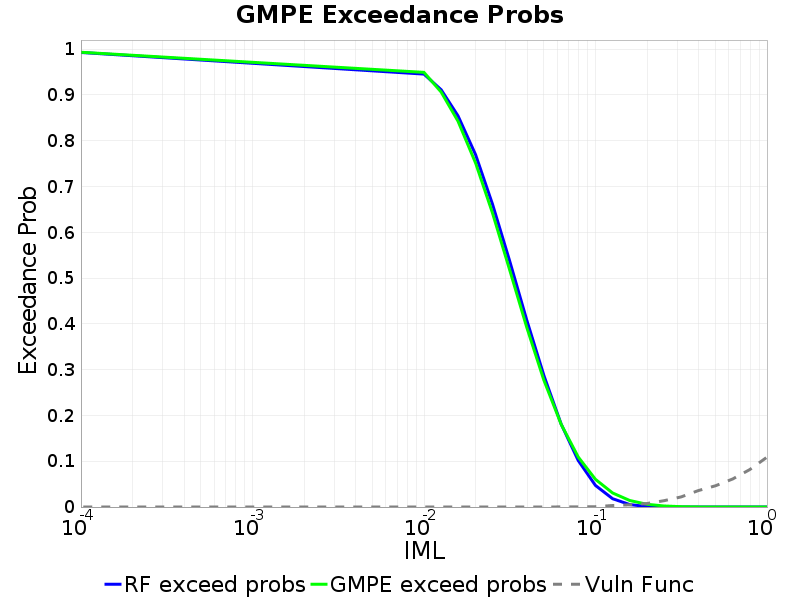 GMPE Exceedance Probs
Exceedance Prob
1
0.9
0.8
0.7
0.6
0.5
0.4
0.3
0.2
0.1
0
10^-4 10^-3 10^-2 10^-1 10^0
IML
RF exceed probs GMPE exceed probs Vuln Func